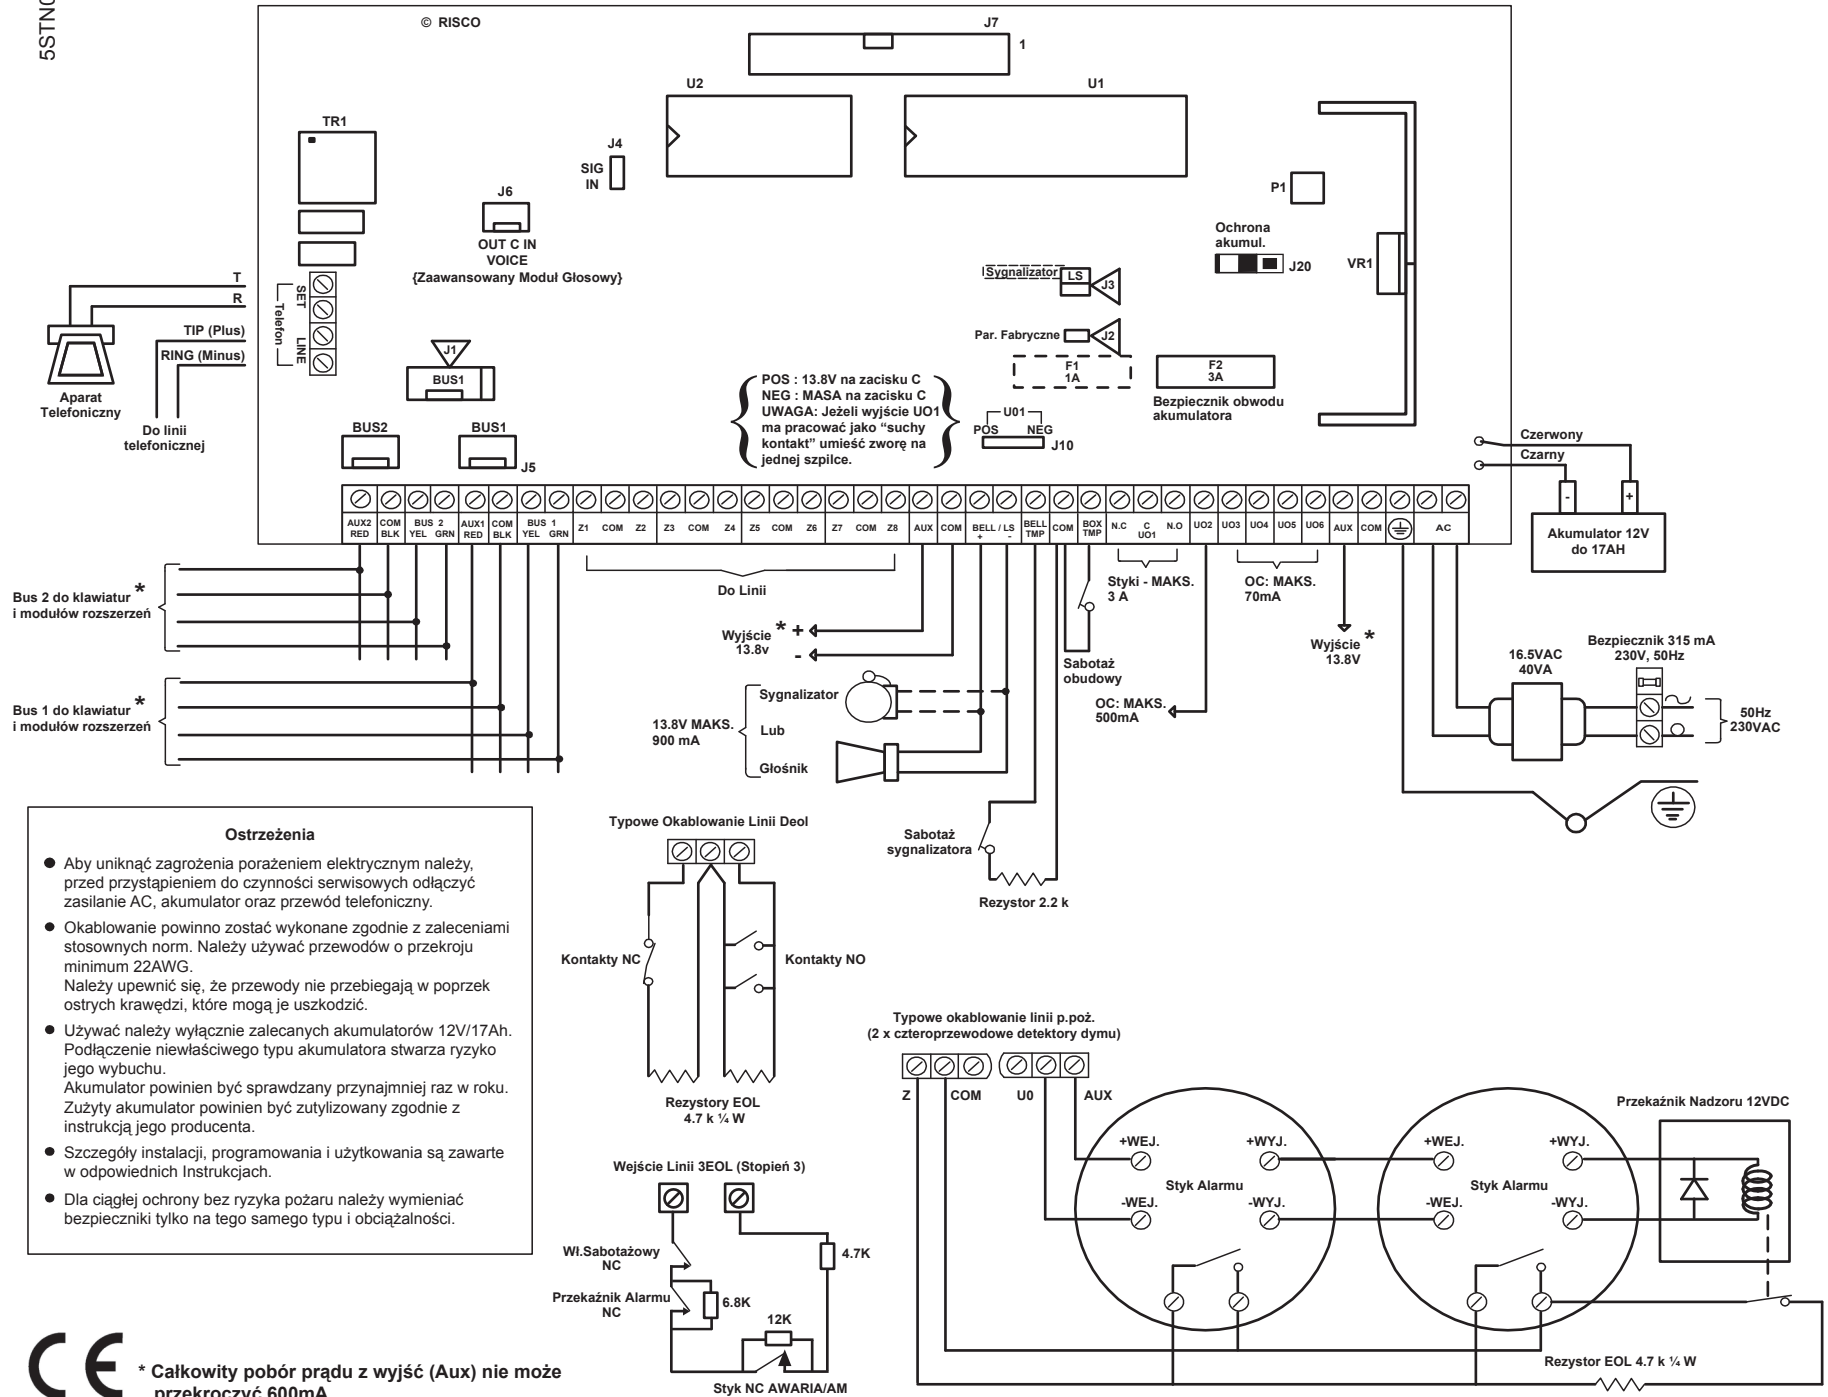 5STN0
© RISCO
J7
1
U2
U1
TR1
J4
SIG
IN
J6
OUT C IN
VOICE
{Zaawansowany Moduł Głosowy}
P1
Ochrona
akumul.
J20
VR1
Sygnalizator
LS
J3
Par. Fabryczne
J2
F1
1A
F2
3A
Bezpiecznik obwodu
akumulatora
T
R
TIP (Plus)
RING (Minus)
SET
LINE
Telefon
Aparat
Telefoniczny
Do linii
telefonicznej
J1
BUS1
BUS2
BUS1
J5
POS : 13.8V na zacisku C
NEG : MASA na zacisku C
UWAGA: Jeżeli wyjście UO1
ma pracować jako “suchy
kontakt” umieść zworę na
jednej szpilce.
U01
POS NEG
J10
Czerwony
Czarny
- +
Akumulator 12V
do 17AH
AUX2 RED
COM BLK
BUS 2
YEL GRN
AUX1 RED
COM BLK
BUS 1
YEL GRN
Z1 COM Z2 Z3 COM Z4 Z5 COM Z6 Z7 COM Z8 AUX COM
BELL / LS
+ -
BELL TMP
COM
BOX TMP
N.C C N.O
UO1
UO2 UO3 UO4 UO5 UO6 AUX COM
AC
Bus 2 do klawiatur *
i modułów rozszerzeń
Bus 1 do klawiatur *
i modułów rozszerzeń
Do Linii
Wyjście * +
13.8v -
13.8V MAKS.
900 mA
Sygnalizator
Lub
Głośnik
Sabotaż
obudowy
Styki - MAKS.
3 A
OC: MAKS.
500mA
OC: MAKS.
70mA
Wyjście *
13.8V
16.5VAC
40VA
Bezpiecznik 315 mA
230V, 50Hz
50Hz
230VAC
Sabotaż
sygnalizatora
Rezystor 2.2 k
Ostrzeżenia
● Aby uniknąć zagrożenia porażeniem elektrycznym należy,
przed przystąpieniem do czynności serwisowych odłączyć
zasilanie AC, akumulator oraz przewód telefoniczny.
● Okablowanie powinno zostać wykonane zgodnie z zaleceniami
stosownych norm. Należy używać przewodów o przekroju
minimum 22AWG.
Należy upewnić się, że przewody nie przebiegają w poprzek
ostrych krawędzi, które mogą je uszkodzić.
● Używać należy wyłącznie zalecanych akumulatorów 12V/17Ah.
Podłączenie niewłaściwego typu akumulatora stwarza ryzyko
jego wybuchu.
Akumulator powinien być sprawdzany przynajmniej raz w roku.
Zużyty akumulator powinien być zutylizowany zgodnie z
instrukcją jego producenta.
● Szczegóły instalacji, programowania i użytkowania są zawarte
w odpowiednich Instrukcjach.
● Dla ciągłej ochrony bez ryzyka pożaru należy wymieniać
bezpieczniki tylko na tego samego typu i obciążalności.
Typowe Okablowanie Linii Deol
Kontakty NC
Kontakty NO
Rezystory EOL
4.7 k ¼ W
Wejście Linii 3EOL (Stopień 3)
Wł.Sabotażowy
NC
Przekaźnik Alarmu
NC
6.8K
4.7K
12K
Styk NC AWARIA/AM
Typowe okablowanie linii p.poż.
(2 x czteroprzewodowe detektory dymu)
Z COM U0 AUX
+WEJ. +WYJ.
Styk Alarmu
-WEJ. -WYJ.
+WEJ. +WYJ.
Styk Alarmu
-WEJ. -WYJ.
Przekaźnik Nadzoru 12VDC
Rezystor EOL 4.7 k ¼ W
CE
* Całkowity pobór prądu z wyjść (Aux) nie może
przekroczyć 600mA